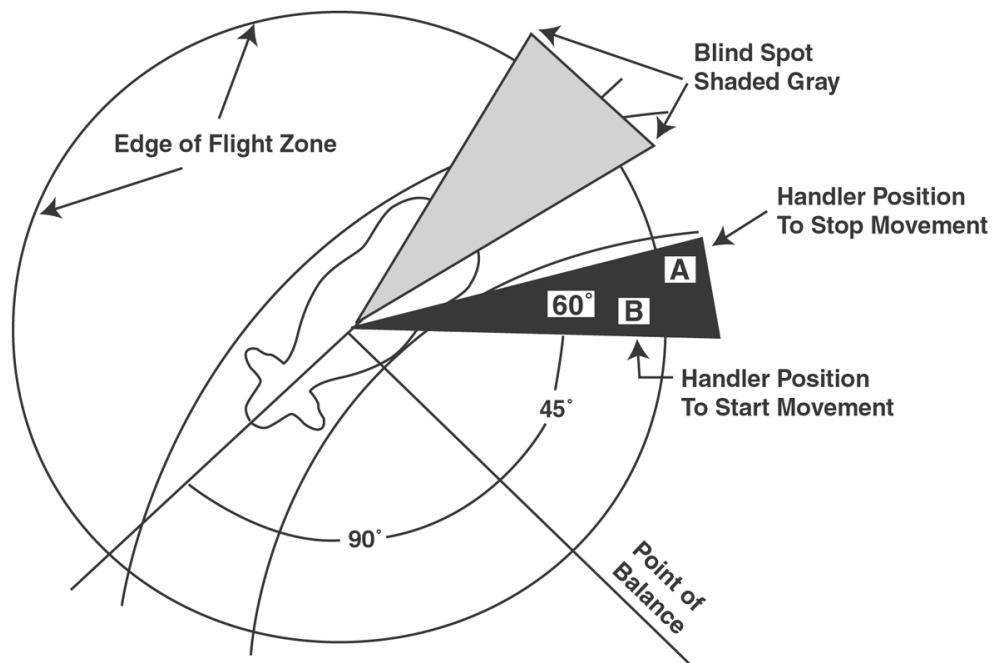 Blind Spot
Shaded Gray
Edge of Flight Zone
Handler Position
To Stop Movement
A
60°
B
Handler Position
To Start Movement
45°
90°
Point of
Balance